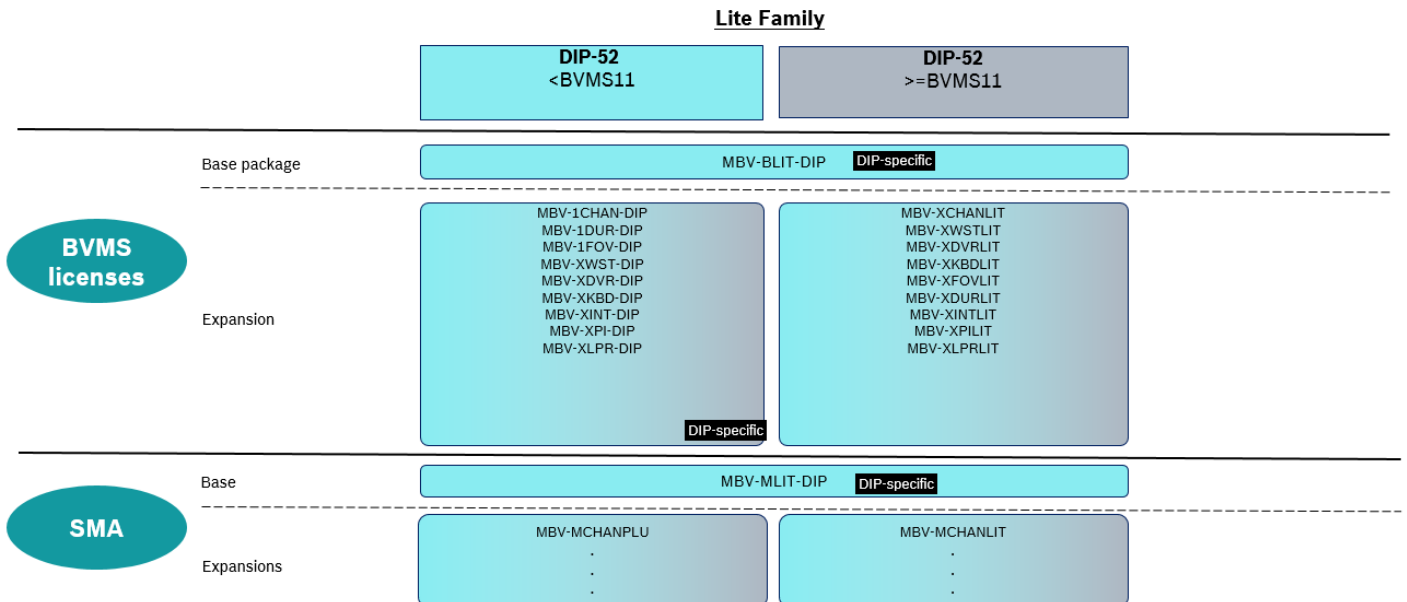 Lite Family
DIP-52
<BVMS11
DIP-52
>=BVMS11
Base package
MBV-BLIT-DIP
DIP-specific
BVMS
licenses
Expansion
MBV-1CHAN-DIP
MBV-1DUR-DIP
MBV-1FOV-DIP
MBV-XWST-DIP
MBV-XDVR-DIP
MBV-XKBD-DIP
MBV-XINT-DIP
MBV-XPI-DIP
MBV-XLPR-DIP
DIP-specific
MBV-XCHANLIT
MBV-XWSTLIT
MBV-XDVRLIT
MBV-XKBDLIT
MBV-XFOVLIT
MBV-XDURLIT
MBV-XINTLIT
MBV-XPILIT
MBV-XLPRLIT
Base
MBV-MLIT-DIP
DIP-specific
SMA
Expansions
MBV-MCHANPLU
.
.
.
MBV-MCHANLIT
.
.
.